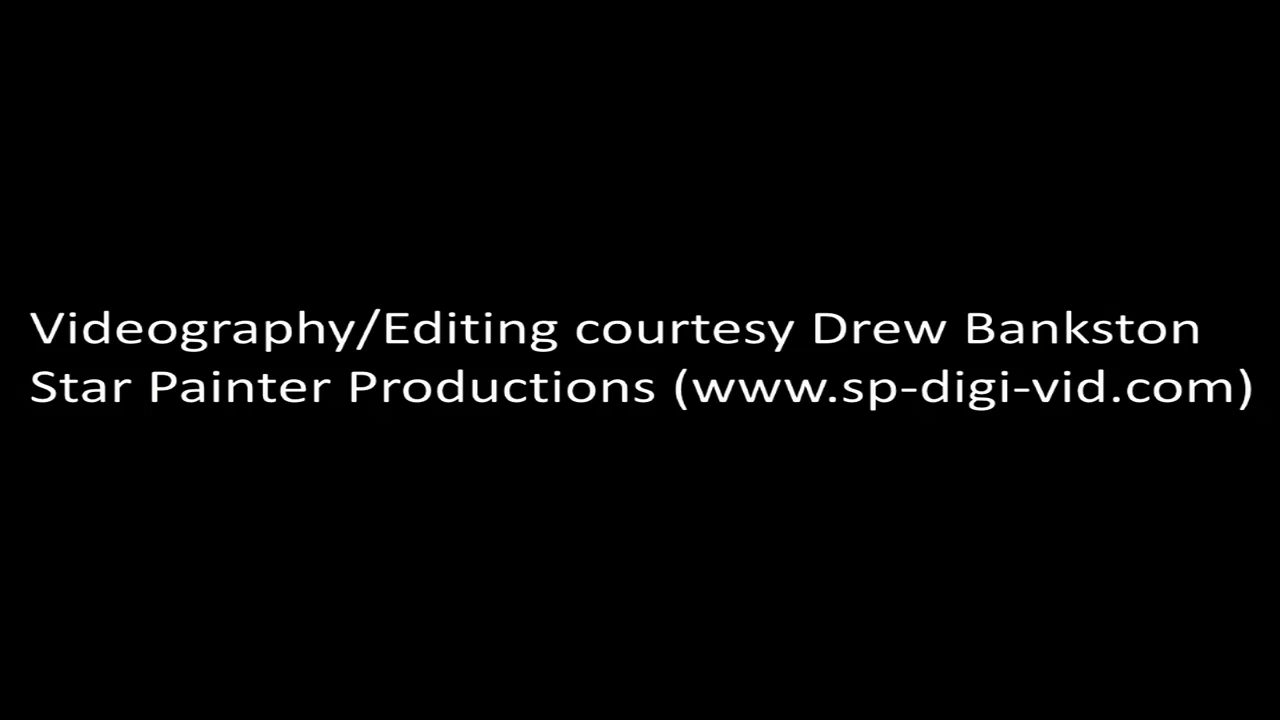 Videography/Editing courtesy Drew Bankston
Star Painter Productions (www.sp-digi-vid.com)